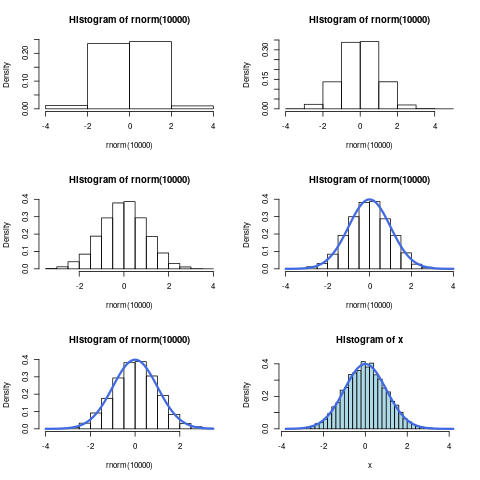 Histogram of rnorm(10000)
Density
0.00 0.10 0.20
-4 -2 0 2 4
rnorm(10000)
Histogram of rnorm(10000)
Density
0.00 0.15 0.30
-4 -2 0 2 4
rnorm(10000)
Histogram of rnorm(10000)
Density
0.0 0.1 0.2 0.3 0.4
-2 0 2
rnorm(10000)
Histogram of rnorm(10000)
Density
0.0 0.1 0.2 0.3 0.4
-4 -2 0 2 4
rnorm(10000)
Histogram of rnorm(10000)
Density
0.0 0.1 0.2 0.3 0.4
-4 -2 0 2
rnorm(10000)
Histogram of x
Density
0.0 0.2 0.4
-4 -2 0 2 4
x